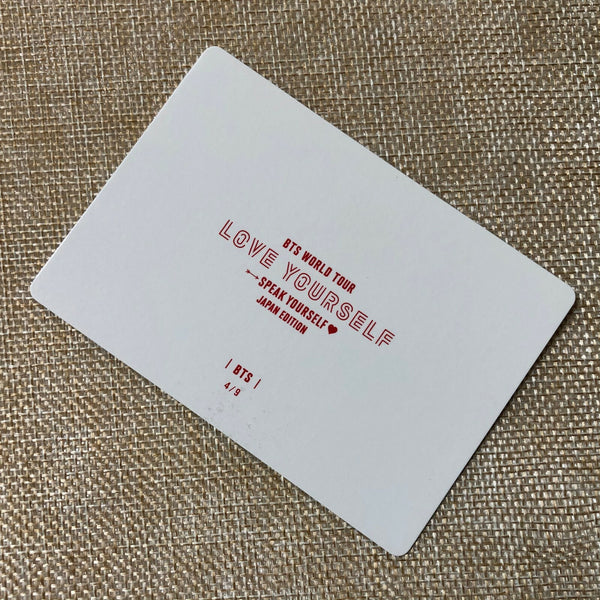 BTS WORLD TOUR
LOVE YOURSELF
SPEAK YOURSELF
JAPAN EDITION
| BTS |
4/9